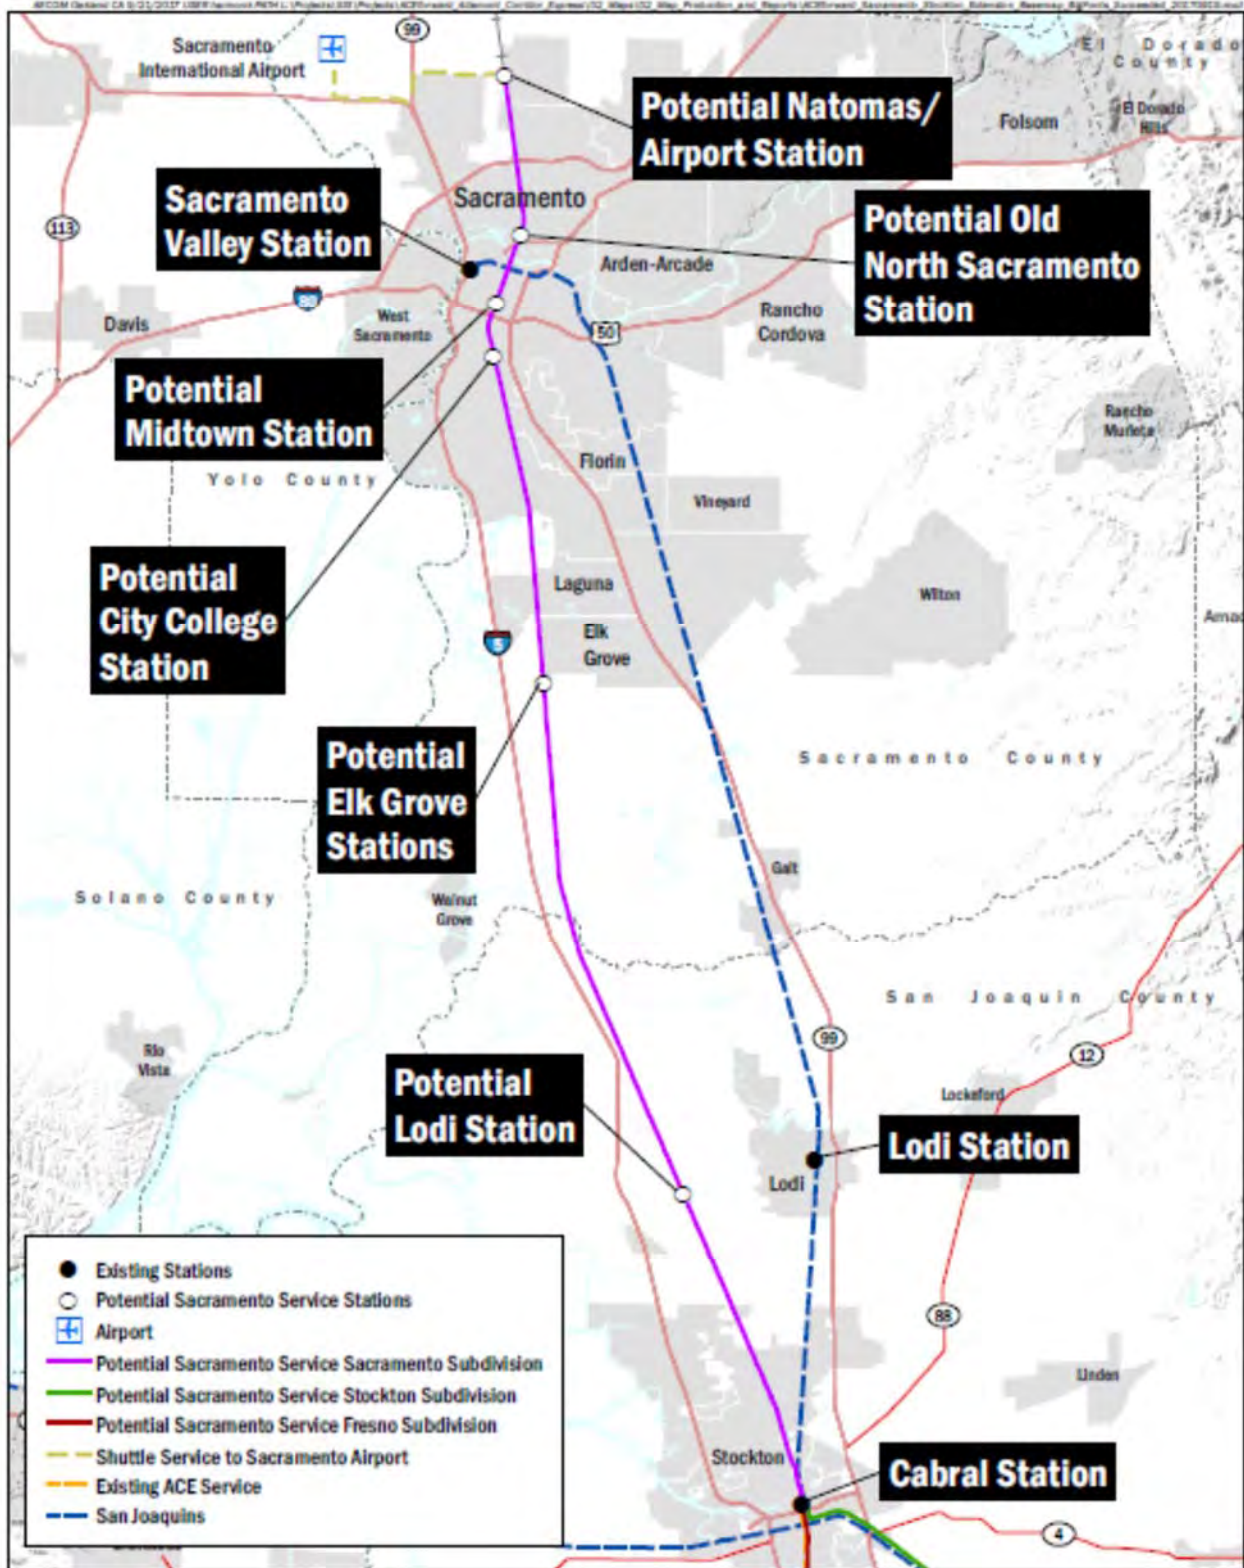 99
Sacramento
International Airport
El Dorado
County
Potential Natomas/
Airport Station
Folsom
El Dorado
Hills
Sacramento
Valley Station
Sacramento
Potential Old
North Sacramento
Station
113
Arden-Arcade
80
Davis
West
Sacramento
50
Rancho
Cordova
Potential
Midtown Station
Rancho
Murieta
Yolo County
Florin
Vineyard
Potential
City College
Station
Laguna
Wilton
Elk
Grove
5
Potential
Elk Grove
Stations
Sacramento County
Galt
Solano County
Walnut
Grove
San Joaquin County
99
12
Rio
Vista
Potential
Lodi Station
Lockeford
Lodi Station
Lodi
Existing Stations
Potential Sacramento Service Stations
Airport
Potential Sacramento Service Sacramento Subdivision
Potential Sacramento Service Stockton Subdivision
Potential Sacramento Service Fresno Subdivision
Shuttle Service to Sacramento Airport
Existing ACE Service
San Joaquins
88
Linden
Stockton
Cabral Station
4